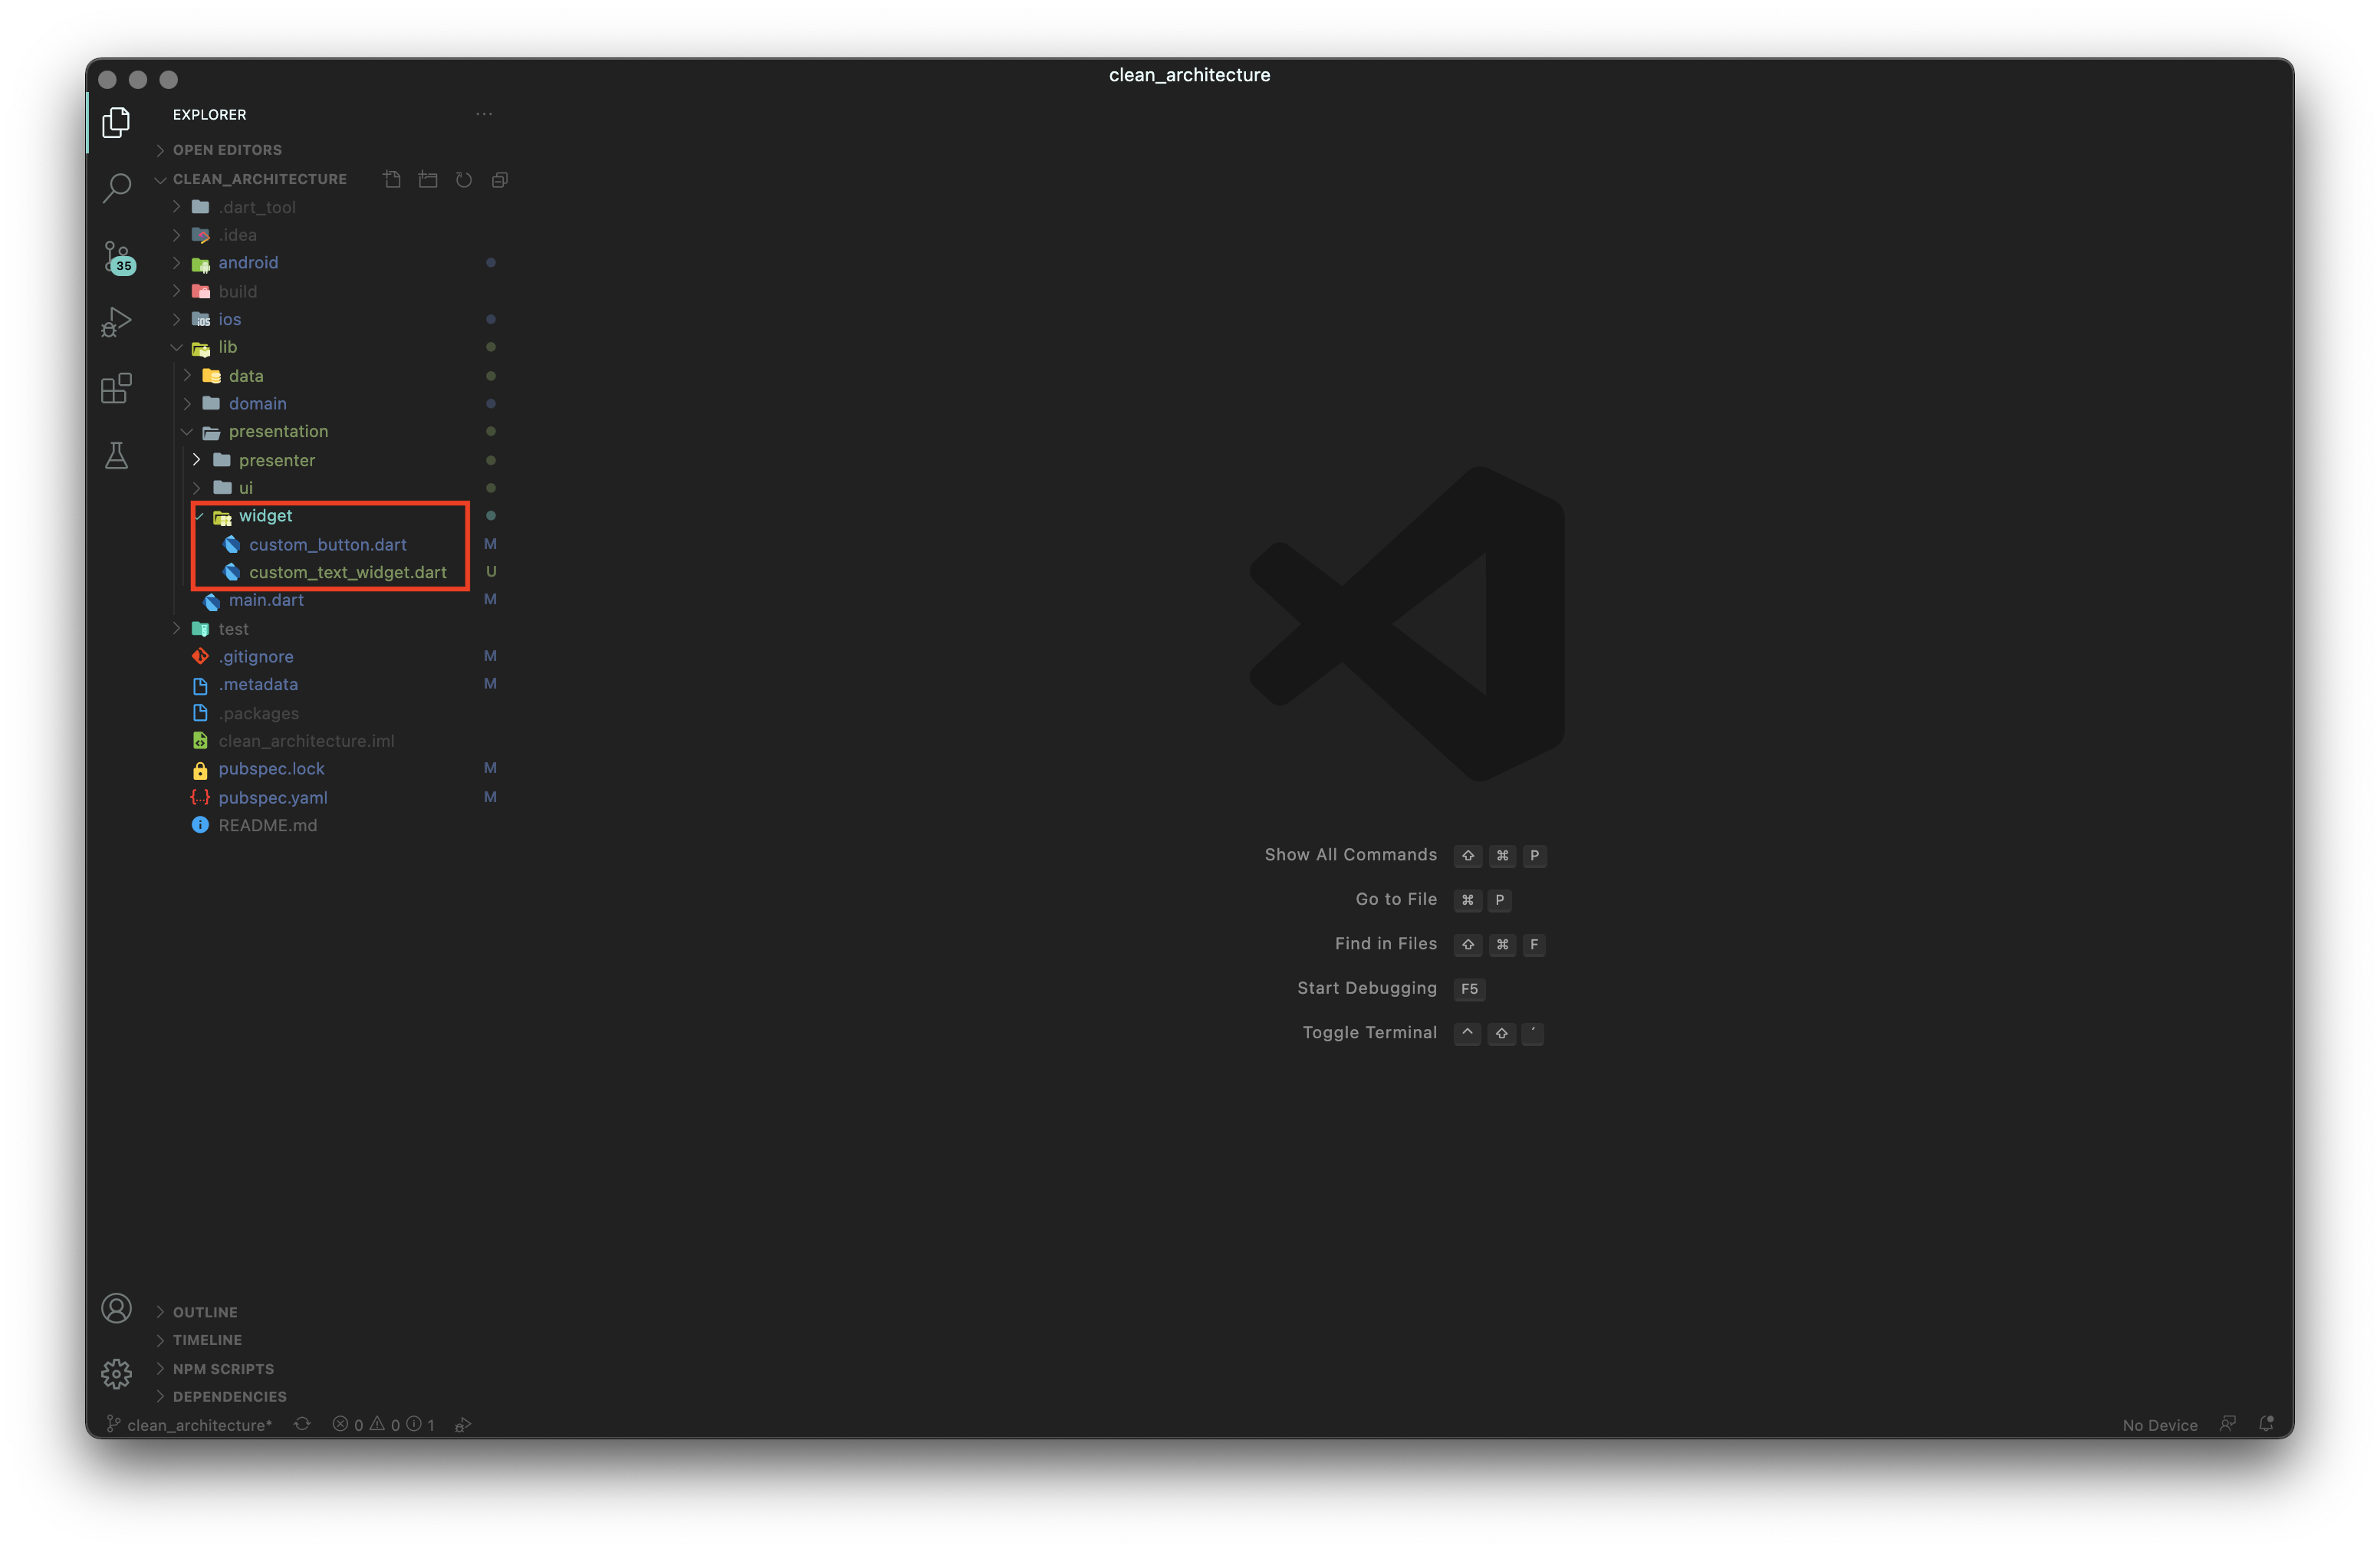 clean_architecture
EXPLORER
OPEN EDITORS
CLEAN_ARCHITECTURE
.dart_tool
.idea
35
android
build
iOS
ios
lib
data
domain
presentation
presenter
ui
widget
custom_button.dart M
custom_text_widget.dart U
main.dart M
test
.gitignore M
.metadata M
.packages
clean_architecture.iml
pubspec.lock M
pubspec.yaml M
README.md
Show All Commands ⇧ ⌘ P
Go to File ⌘ P
Find in Files ⇧ ⌘ F
Start Debugging F5
Toggle Terminal ^ ⇧ ´
OUTLINE
TIMELINE
NPM SCRIPTS
DEPENDENCIES
clean_architecture* 0 0 1 No Device